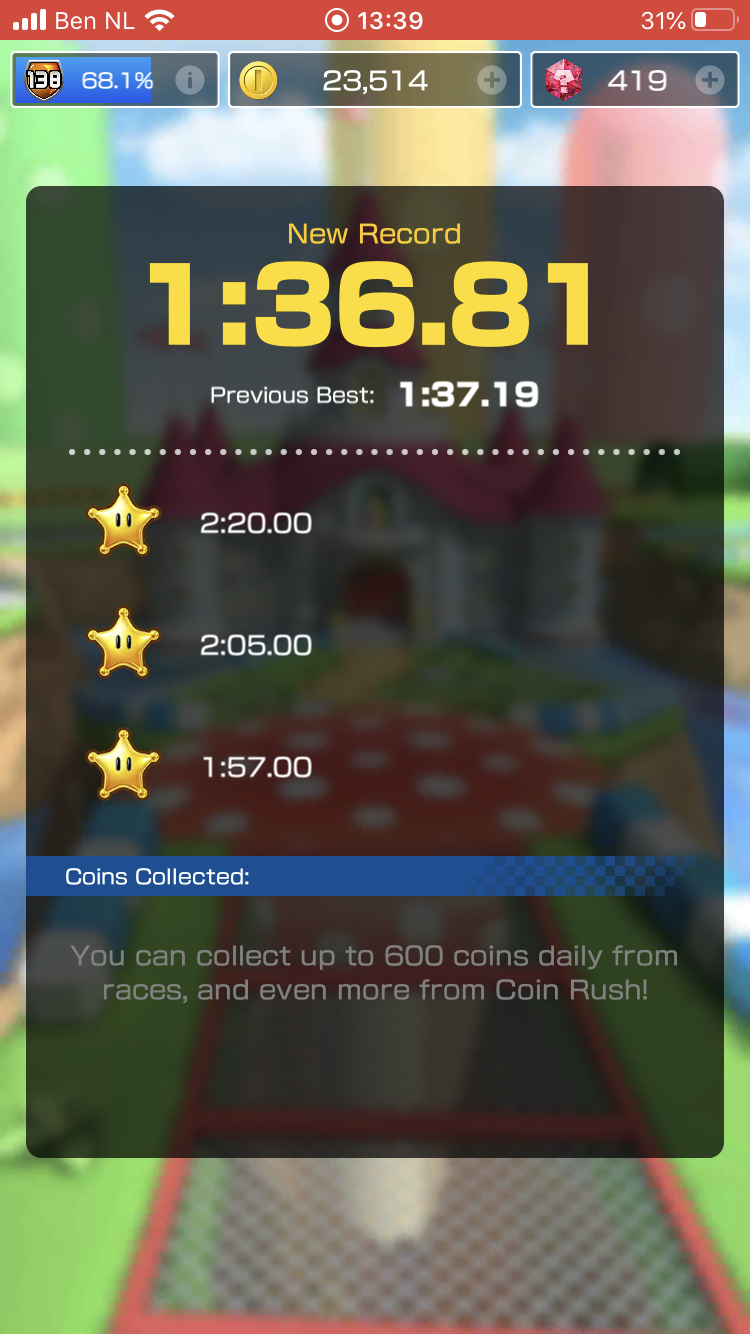 Ben NL 13:39 31%
138 68.1% i 23,514 + 419 +
New Record
1:36.81
Previous Best: 1:37.19
2:20.00
2:05.00
1:57.00
Coins Collected:
You can collect up to 600 coins daily from
races, and even more from Coin Rush!